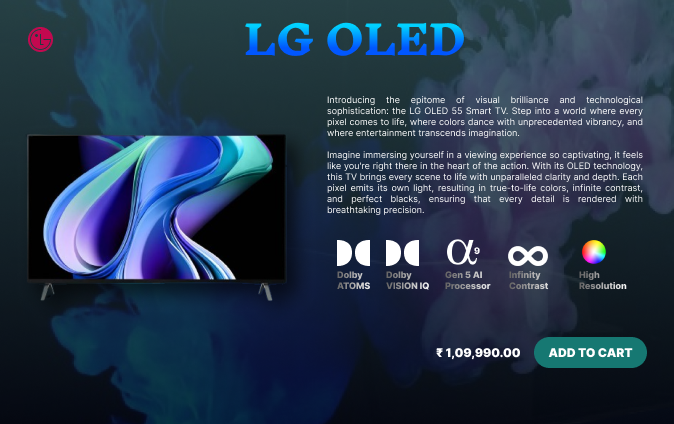 LG
LG OLED
Introducing the epitome of visual brilliance and technological
sophistication: the LG OLED 55 Smart TV. Step into a world where every
pixel comes to life, where colors dance with unprecedented vibrancy, and
where entertainment transcends imagination.
Imagine immersing yourself in a viewing experience so captivating, it feels
like you're right there in the heart of the action. With its OLED technology,
this TV brings every scene to life with unparalleled clarity and depth. Each
pixel emits its own light, resulting in true-to-life colors, infinite contrast,
and perfect blacks, ensuring that every detail is rendered with
breathtaking precision.
α9
Dolby
ATOMS
Dolby
VISION IQ
Gen 5 AI
Processor
Infinity
Contrast
High
Resolution
₹ 1,09,990.00
ADD TO CART